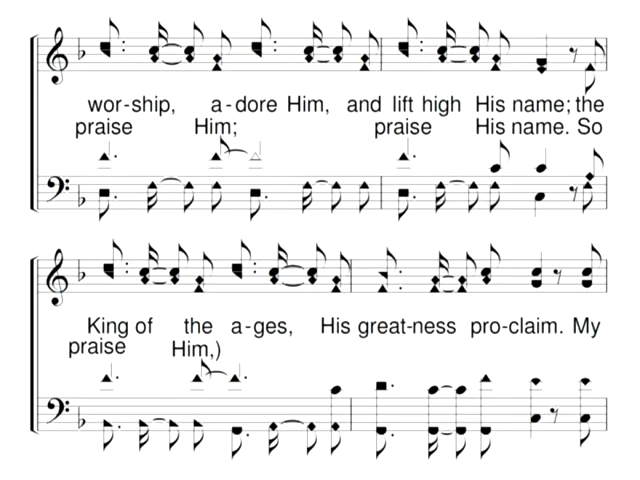 wor-ship, a-dore Him, and lift high His name; the
praise Him; praise His name. So
King of the a-ges, His great-ness pro-claim. My
praise Him,)